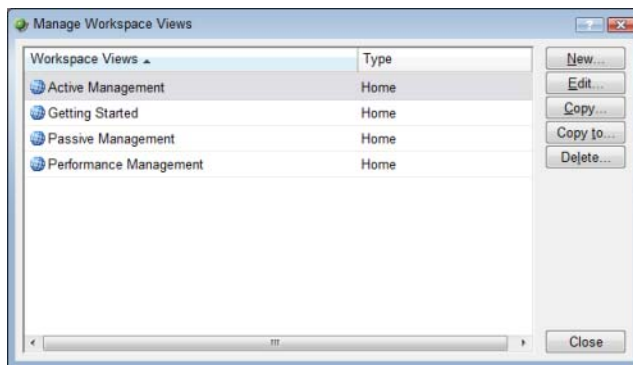 Manage Workspace Views
Workspace Views Type
Active Management Home
Getting Started Home
Passive Management Home
Performance Management Home
New...
Edit...
Copy...
Copy to...
Delete...
Close